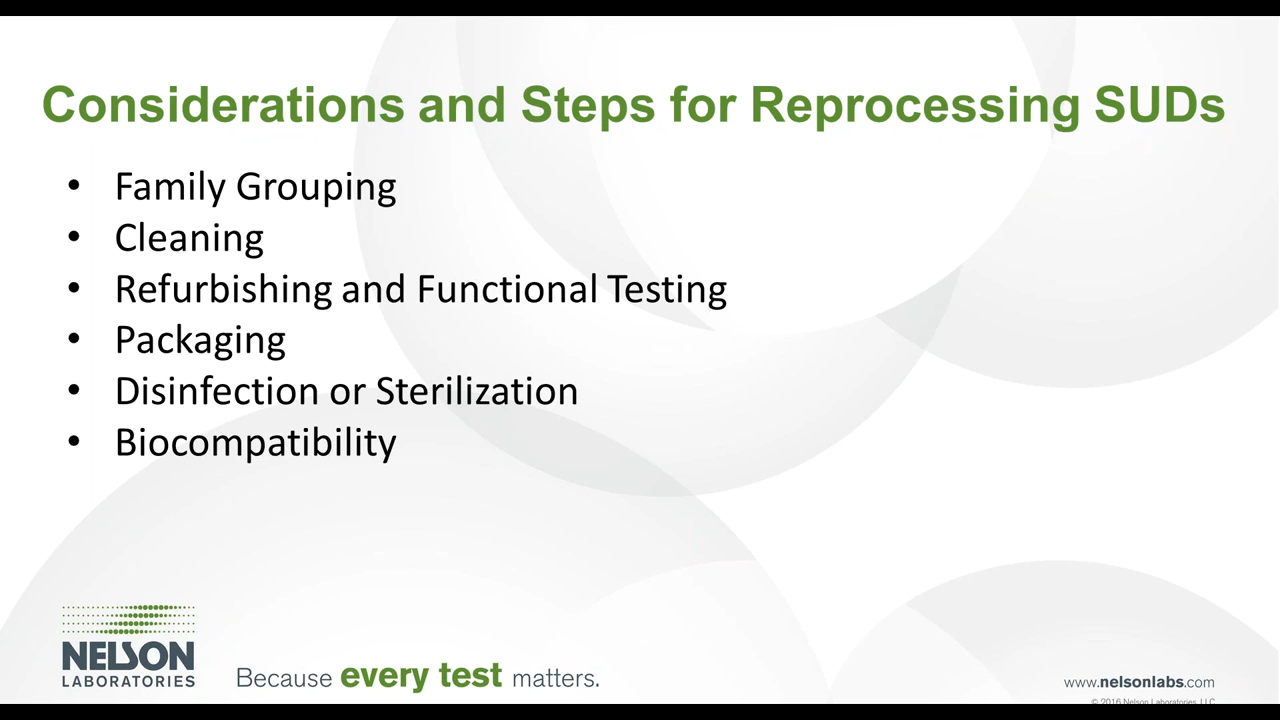 Considerations and Steps for Reprocessing SUDs
• Family Grouping
• Cleaning
• Refurbishing and Functional Testing
• Packaging
• Disinfection or Sterilization
• Biocompatibility
NELSON
LABORATORIES
Because every test matters.
www.nelsonlabs.com
© 2016 Nelson Laboratories, LLC